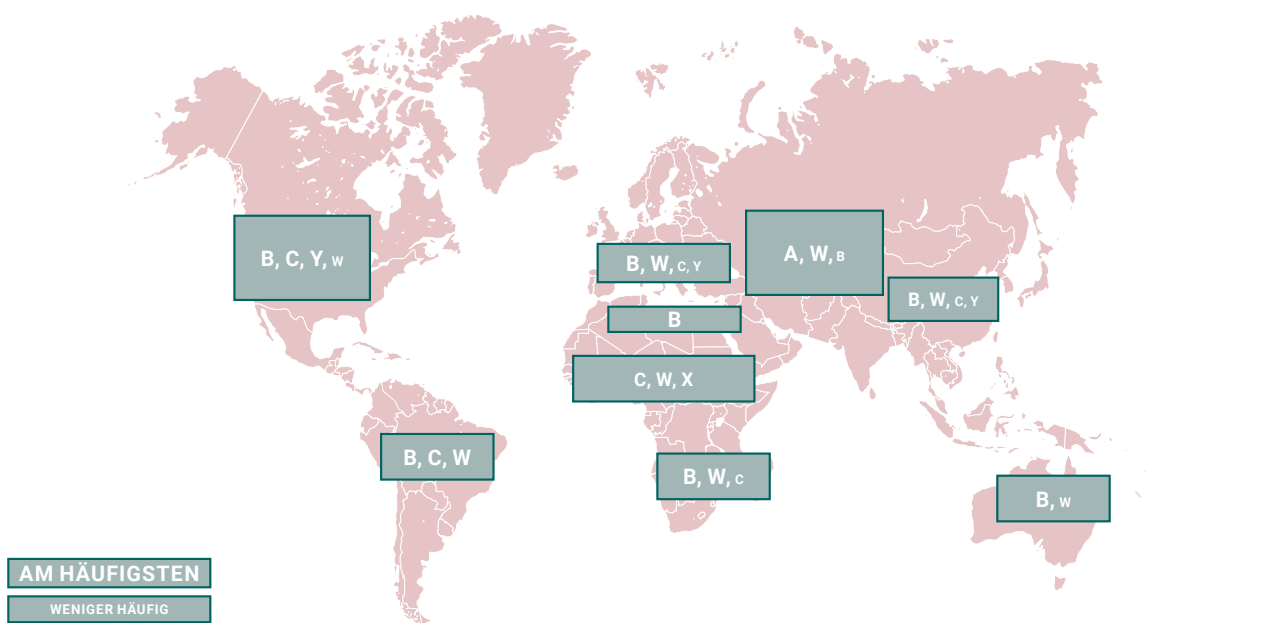 B, C, Y, W
B, W, C, Y
A, W, B
B, W, C, Y
B
C, W, X
B, C, W
B, W, C
B, W
AM HÄUFIGSTEN
WENIGER HÄUFIG